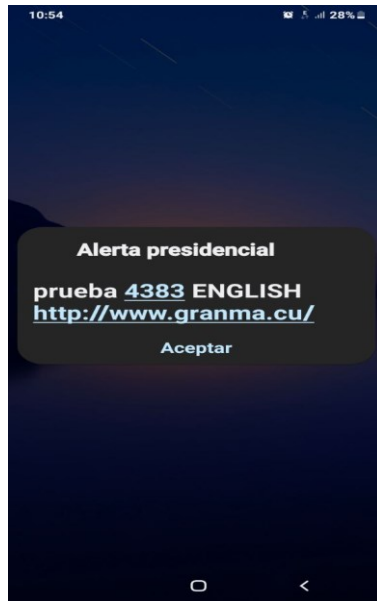 10:54
28%
Alerta presidencial
prueba 4383 ENGLISH
http://www.granma.cu/
Aceptar